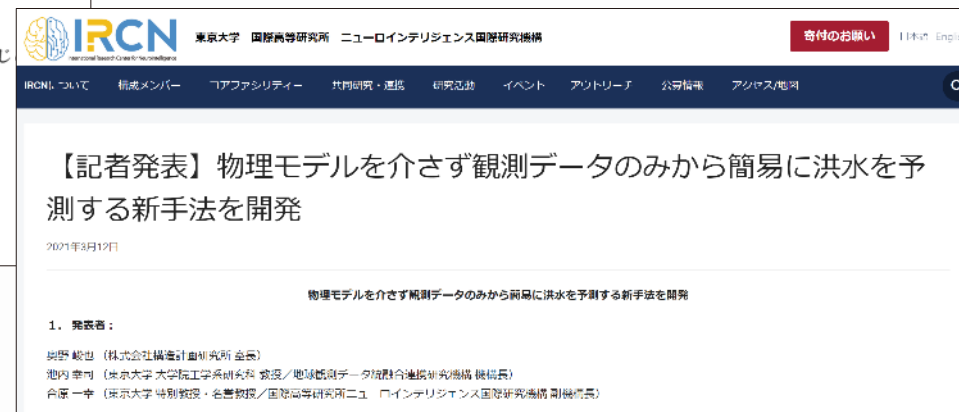 じ
IRCN
International Research Center for Neurointelligence
東京大学 国際高等研究所 ニューロインテリジェンス国際研究機構
寄付のお願い
日本語 Englis
IRCNについて 構成メンバー コアファシリティー 共同研究・連携 研究活動 イベント アウトリーチ 公募情報 アクセス/地図
【記者発表】物理モデルを介さず観測データのみから簡易に洪水を予
測する新手法を開発
2021年3月12日
物理モデルを介さず観測データのみから簡易に洪水を予測する新手法を開発
1. 発表者：
奥野 峻也（株式会社構造計画研究所 室長）
池内 幸司（東京大学 大学院工学系研究科 教授／地球観測データ統融合連携研究機構 機構長）
合原 一幸（東京大学 特別教授・名誉教授／国際高等研究所ニューロインテリジェンス国際研究機構 副機構長）